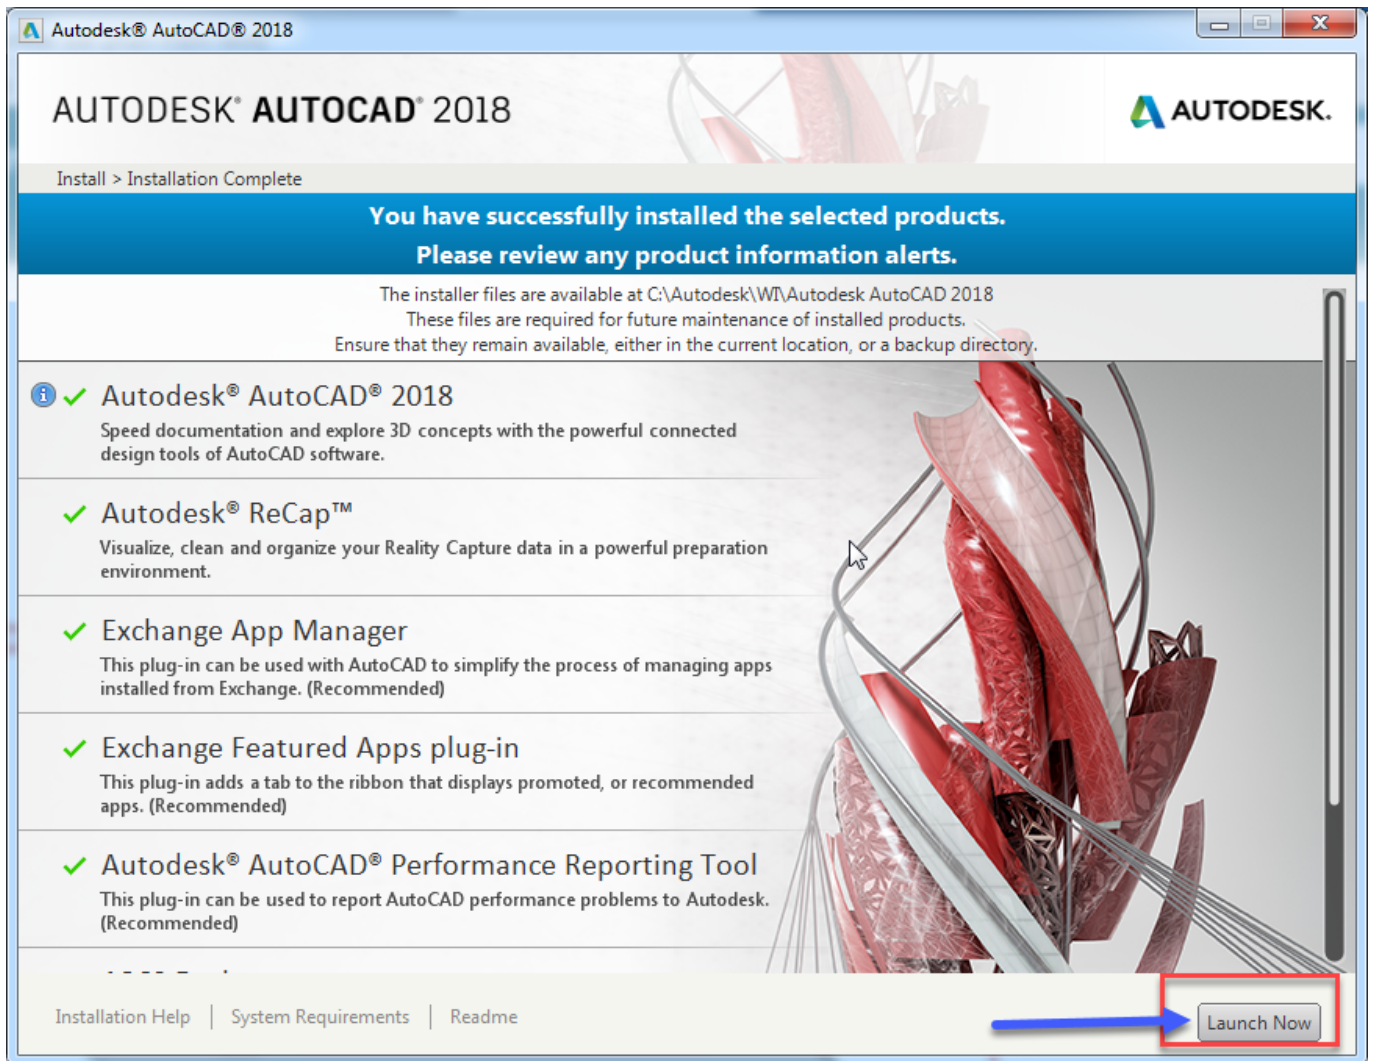 Autodesk® AutoCAD® 2018
AUTODESK® AUTOCAD® 2018
AUTODESK.
Install > Installation Complete
You have successfully installed the selected products.
Please review any product information alerts.
The installer files are available at C:\Autodesk\WI\Autodesk AutoCAD 2018
These files are required for future maintenance of installed products.
Ensure that they remain available, either in the current location, or a backup directory.
Autodesk® AutoCAD® 2018
Speed documentation and explore 3D concepts with the powerful connected
design tools of AutoCAD software.
Autodesk® ReCap™
Visualize, clean and organize your Reality Capture data in a powerful preparation
environment.
Exchange App Manager
This plug-in can be used with AutoCAD to simplify the process of managing apps
installed from Exchange. (Recommended)
Exchange Featured Apps plug-in
This plug-in adds a tab to the ribbon that displays promoted, or recommended
apps. (Recommended)
Autodesk® AutoCAD® Performance Reporting Tool
This plug-in can be used to report AutoCAD performance problems to Autodesk.
(Recommended)
Installation Help | System Requirements | Readme
Launch Now